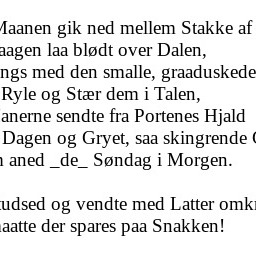 Maanen gik ned mellem Stakke af
aagen laa blødt over Dalen,
ngs med den smalle, graaduskede
Ryle og Stær dem i Talen,
anerne sendte fra Portenes Hjald
Dagen og Gryet, saa skingrende
aned _de_ Søndag i Morgen.

tudsed og vendte med Latter omk
aatte der spares paa Snakken!